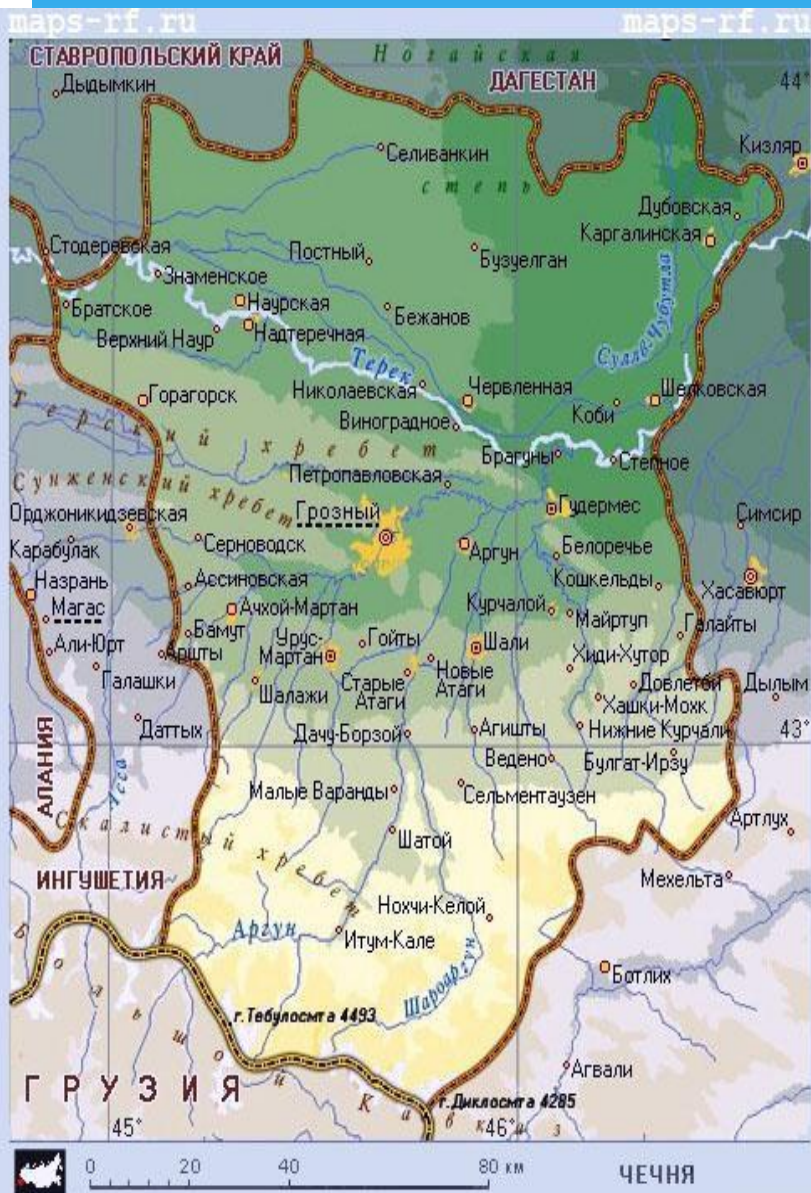 maps-rf.ru maps-rf.ru
СТАВРОПОЛЬСКИЙ КРАЙ
Ногайская
ДАГЕСТАН
44°
Дыдымкин
Кизляр
Селиванкин
степь
Дубовская
Каргалинская
Стодеревская
Постный
Бузуелган
Знаменское
Братское
Наурская
Бежанов
Верхний Наур
Надтеречная
Терек
Сулла-Чубутла
Николаевская
Червленная
Шелковская
Горагорск
Коби
Виноградное
Терский хребет
Брагуны
Степное
Петропавловская
Сунженский хребет
Грозный
Гудермес
Орджоникидзевская
Симсир
Карабулак
Серноводск
Аргун
Белоречье
Назрань
Ассиновская
Кошкельды
Хасавюрт
Магас
Ачхой-Мартан
Курчалой
Майртуп
Али-Юрт
Бамут
Урус-
Мартан
Гойты
Шали
Галайты
Аршты
Хиди-Хутор
Галашки
Шалажи
Старые
Атаги
Новые
Атаги
Довлетой
Дылым
Хашки-Мохк
Даттых
Дачу-Борзой
Агишты
Нижние Курчали
43°
АЛАНИЯ
Ведено
Булгат-Ирзу
Асса
Малые Варанды
Сельментаузен
Скалистый хребет
Шатой
Артлух
ИНГУШЕТИЯ
Мехельта
Нохчи-Келой
Аргун
Итум-Кале
Шароаргун
Ботлих
г.Тебулосмта 4493
Большой Кавказ
Агвали
ГРУЗИЯ
г.Диклосмта 4285
45°
46°
0 20 40 80 км
ЧЕЧНЯ